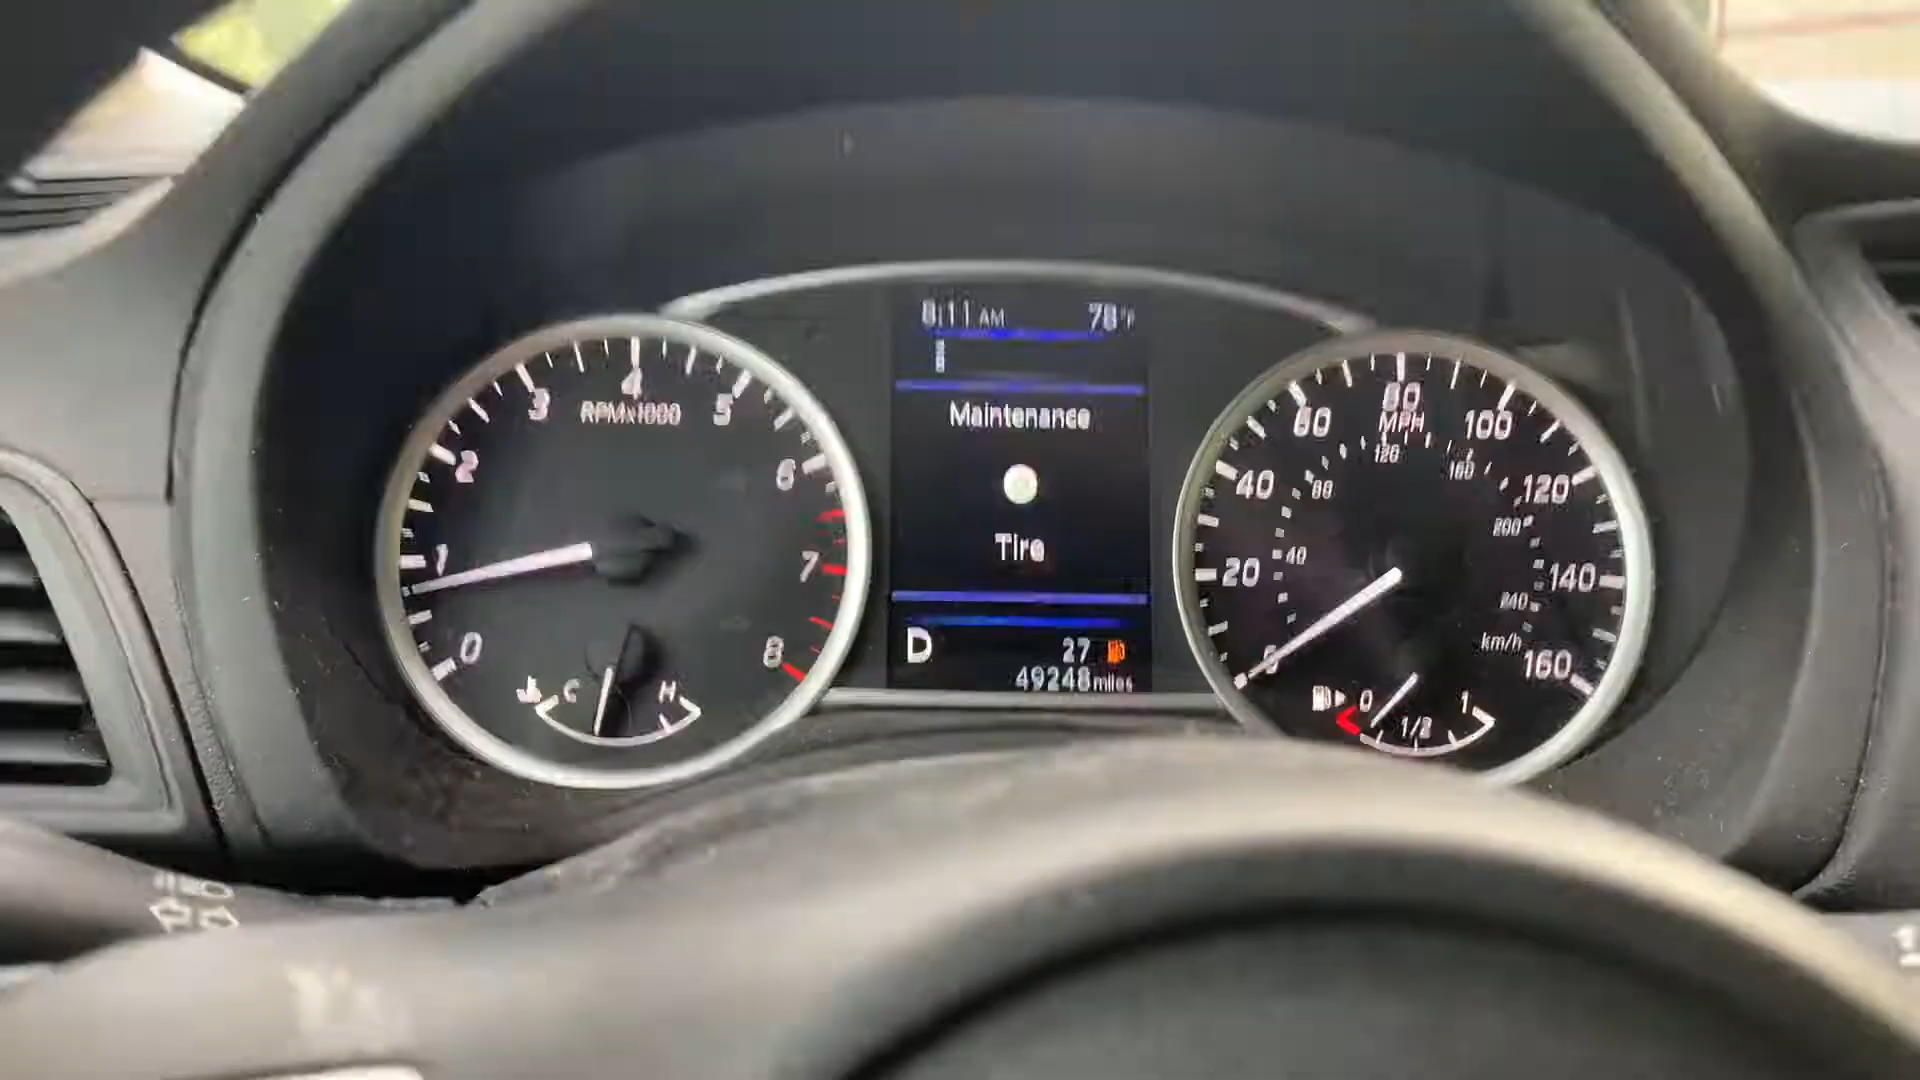 8:11 AM 78°F
Maintenance
Tire
D 27
49248 miles
0 1 2 3 4 5 6 7 8
RPMx1000
C H
0 20 40 60 80 100 120 140 160
MPH
40 80 120 160 200 240
km/h
0 1/2 1